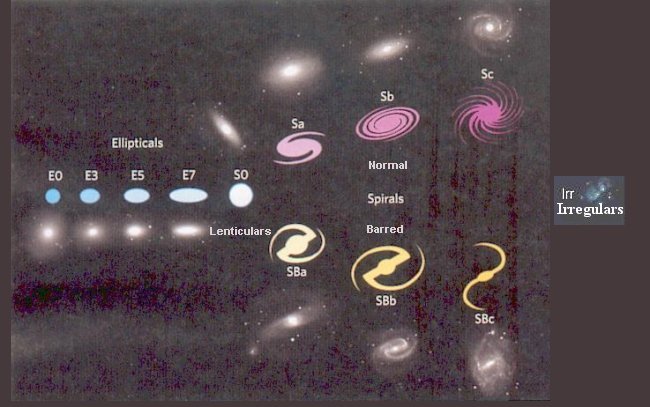 Sc
Sb
Sa
Ellipticals
Normal
E0 E3 E5 E7 S0
Irr
Irregulars
Spirals
Lenticulars
Barred
SBa
SBb
SBc